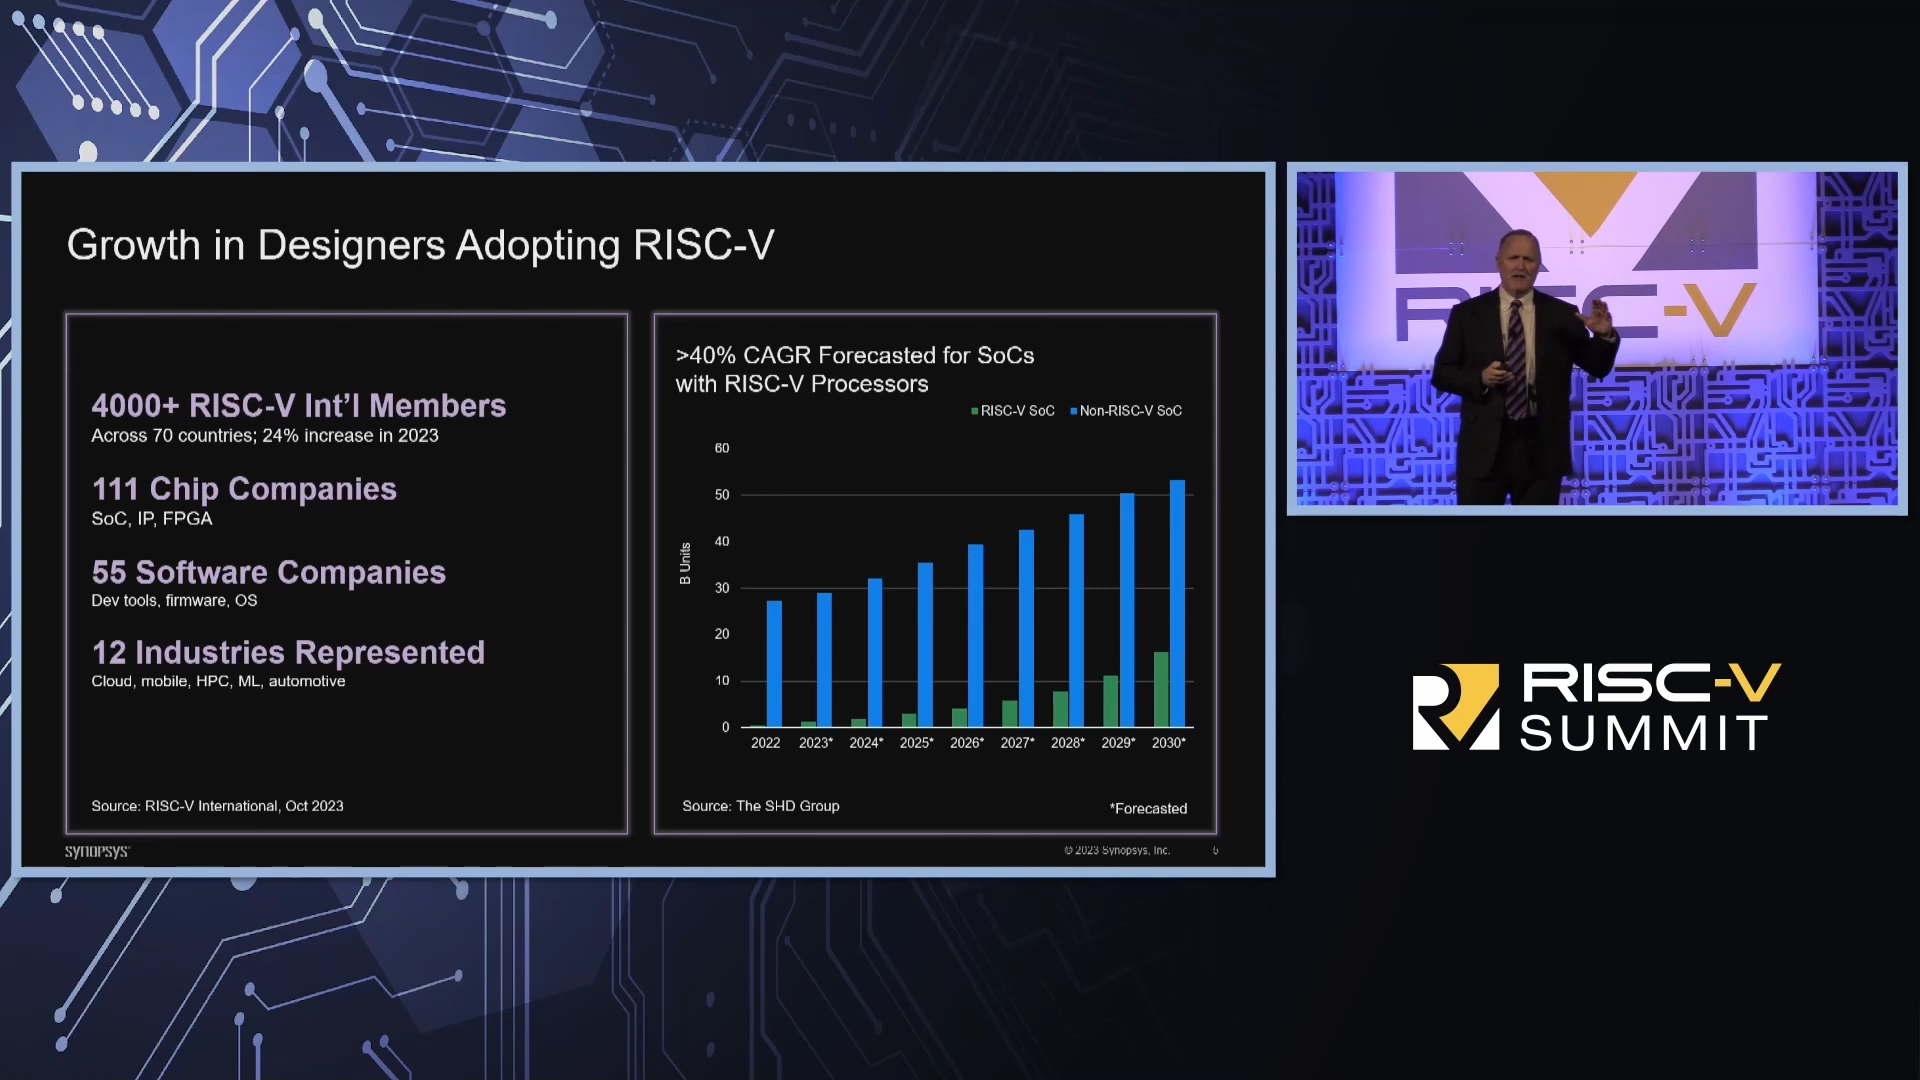 Growth in Designers Adopting RISC-V
4000+ RISC-V Int'l Members
Across 70 countries; 24% increase in 2023
111 Chip Companies
SoC, IP, FPGA
55 Software Companies
Dev tools, firmware, OS
12 Industries Represented
Cloud, mobile, HPC, ML, automotive
Source: RISC-V International, Oct 2023
>40% CAGR Forecasted for SoCs
with RISC-V Processors
RISC-V SoC Non-RISC-V SoC
B Units
60
50
40
30
20
10
0
2022 2023* 2024* 2025* 2026* 2027* 2028* 2029* 2030*
Source: The SHD Group
*Forecasted
SYNOPSYS
© 2023 Synopsys, Inc. 5
RISC-V
RISC-V
SUMMIT